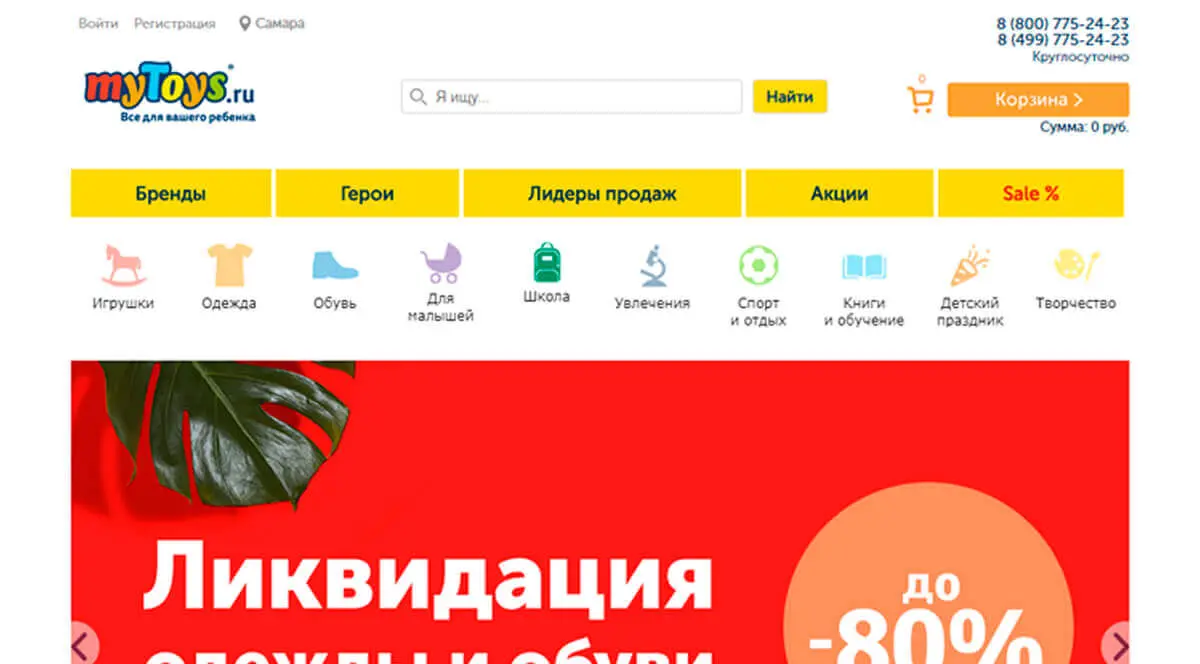 Войти Регистрация Самара
8 (800) 775-24-23
8 (499) 775-24-23
Круглосуточно
myToys.ru
Все для вашего ребенка
Я ищу...
Найти
0
Корзина
Сумма: 0 руб.
Бренды Герои Лидеры продаж Акции Sale %
Игрушки
Одежда
Обувь
Для
малышей
Школа
Увлечения
Спорт
и отдых
Книги
и обучение
Детский
праздник
Творчество
Ликвидация
одежды и обуви
до
-80%